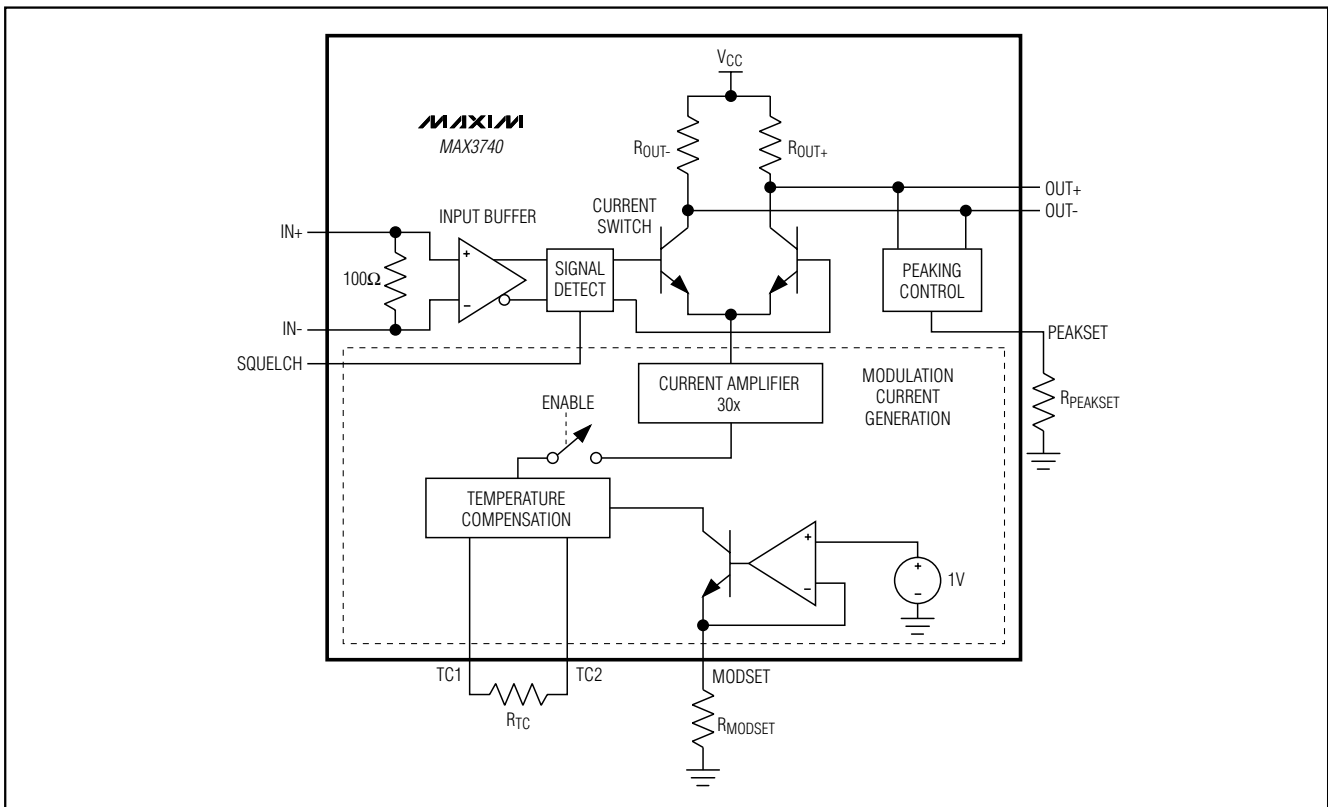 VCC
MAXIM
MAX3740
ROUT-
ROUT+
OUT+
OUT-
CURRENT
SWITCH
INPUT BUFFER
IN+
100Ω
+
-
SIGNAL
DETECT
PEAKING
CONTROL
IN-
PEAKSET
SQUELCH
CURRENT AMPLIFIER
30x
MODULATION
CURRENT
GENERATION
RPEAKSET
ENABLE
TEMPERATURE
COMPENSATION
+
-
+
-
1V
TC1
TC2
MODSET
RTC
RMODSET